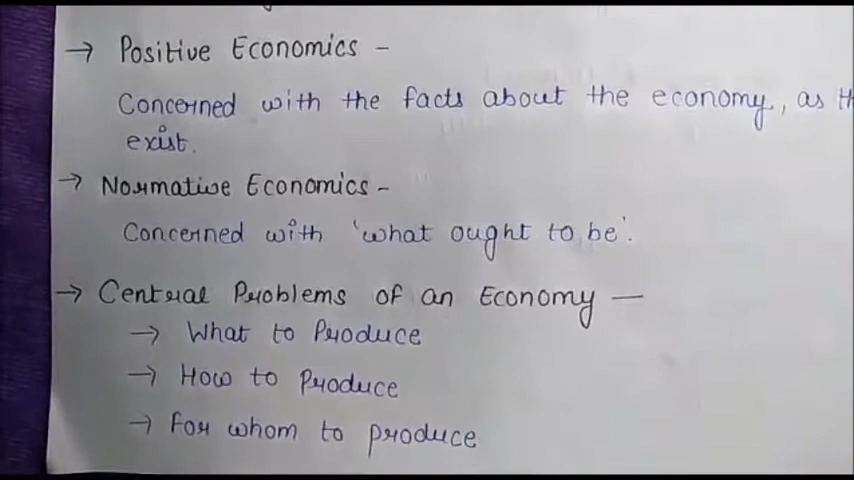 → Positive Economics -
Concerned with the facts about the economy, as th
exist.
→ Normative Economics -
Concerned with 'what ought to be'.
→ Central Problems of an Economy —
→ What to Produce
→ How to Produce
→ For whom to produce